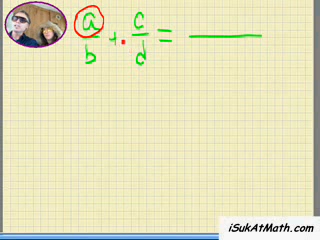 a/b + c/d = ___
iSukAtMath.com